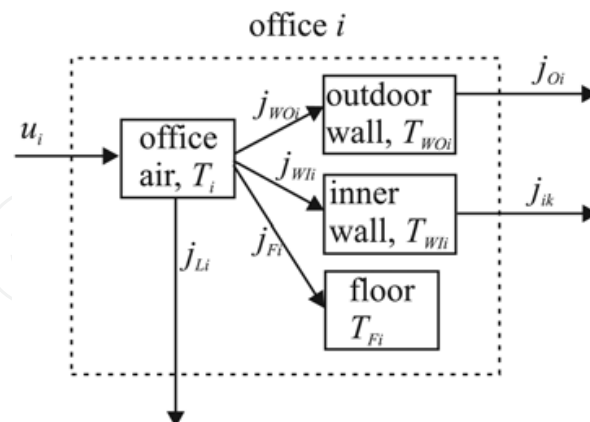 office i
u_i
office
air, T_i
j_WOi
j_WIi
j_Fi
j_Li
outdoor
wall, T_WOi
inner
wall, T_WIi
floor
T_Fi
j_Oi
j_ik